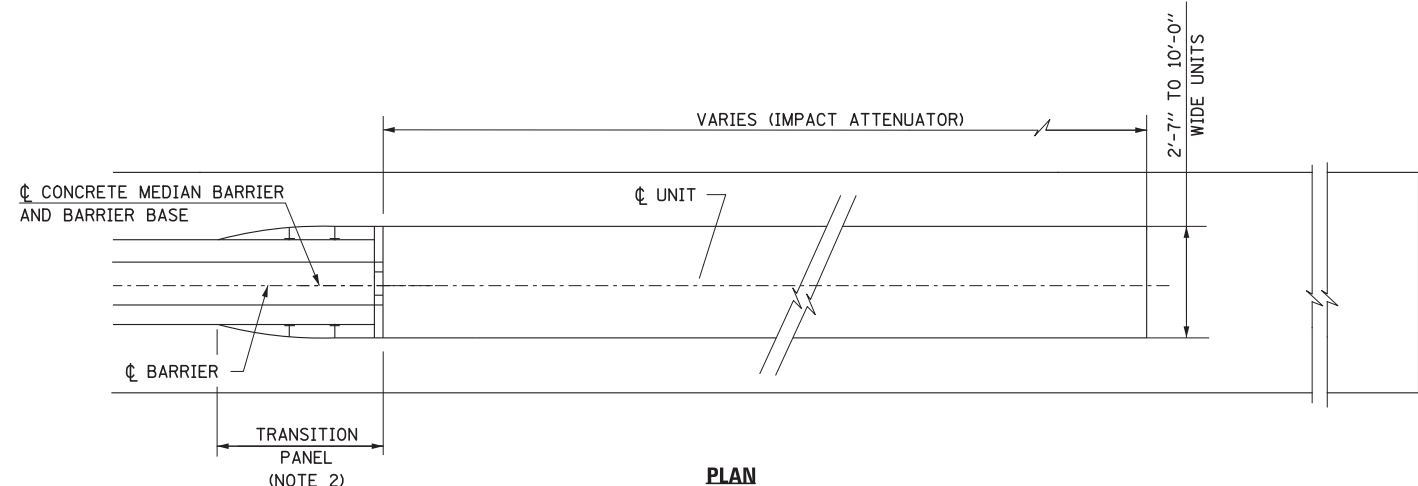 2'-7" TO 10'-0"
WIDE UNITS
VARIES (IMPACT ATTENUATOR)
℄ CONCRETE MEDIAN BARRIER
AND BARRIER BASE
℄ UNIT
℄ BARRIER
TRANSITION
PANEL
(NOTE 2)
PLAN